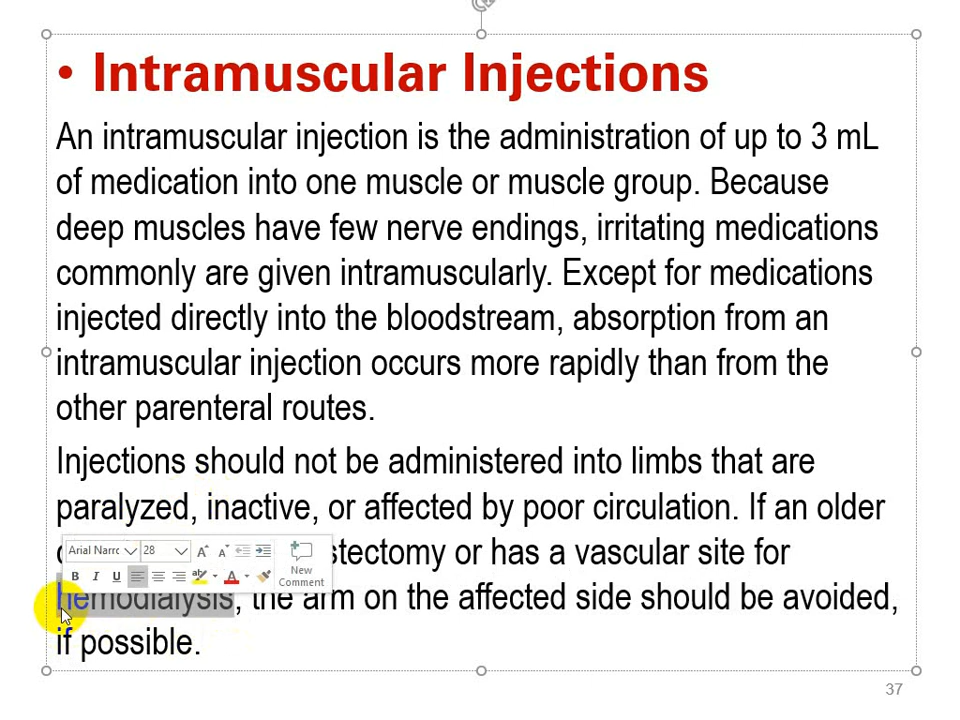 • Intramuscular Injections
An intramuscular injection is the administration of up to 3 mL
of medication into one muscle or muscle group. Because
deep muscles have few nerve endings, irritating medications
commonly are given intramuscularly. Except for medications
injected directly into the bloodstream, absorption from an
intramuscular injection occurs more rapidly than from the
other parenteral routes.
Injections should not be administered into limbs that are
paralyzed, inactive, or affected by poor circulation. If an older
stectomy or has a vascular site for
Arial Narrc 28 A A
B I U ab A New
Comment
hemodialysis, the arm on the affected side should be avoided,
if possible.
37